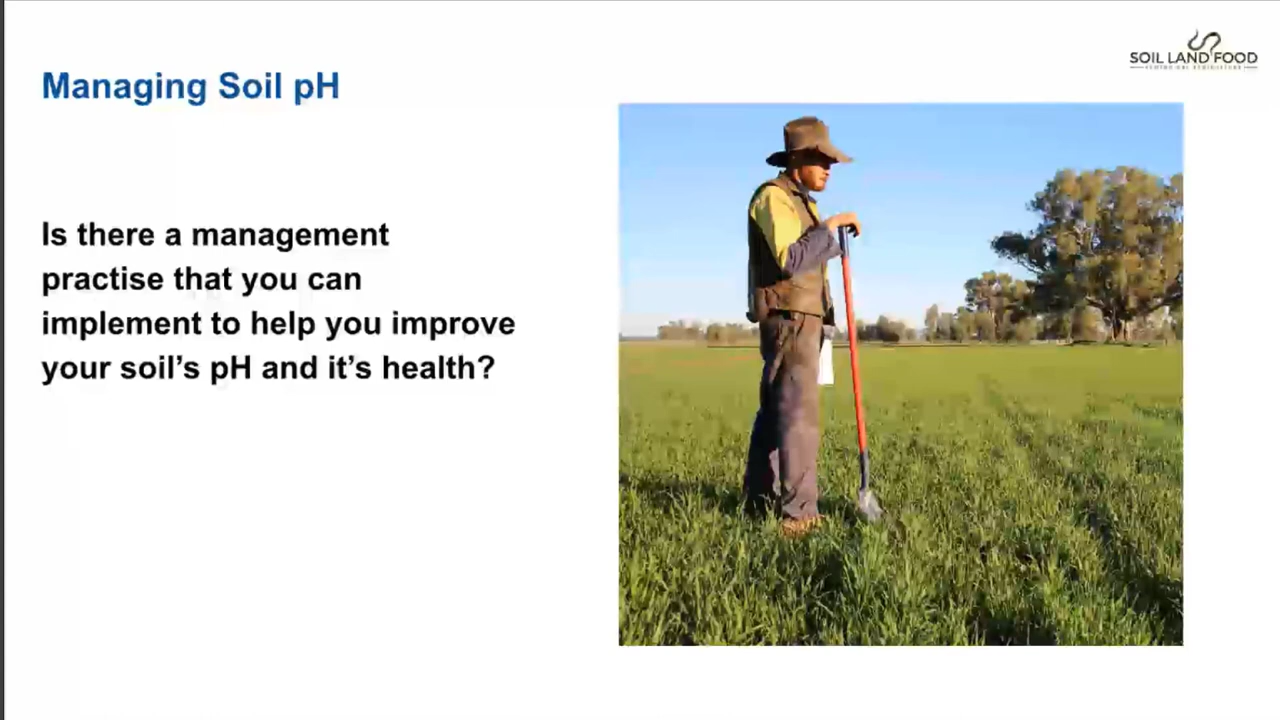 SOIL LAND FOOD
Managing Soil pH
Is there a management
practise that you can
implement to help you improve
your soil’s pH and it’s health?